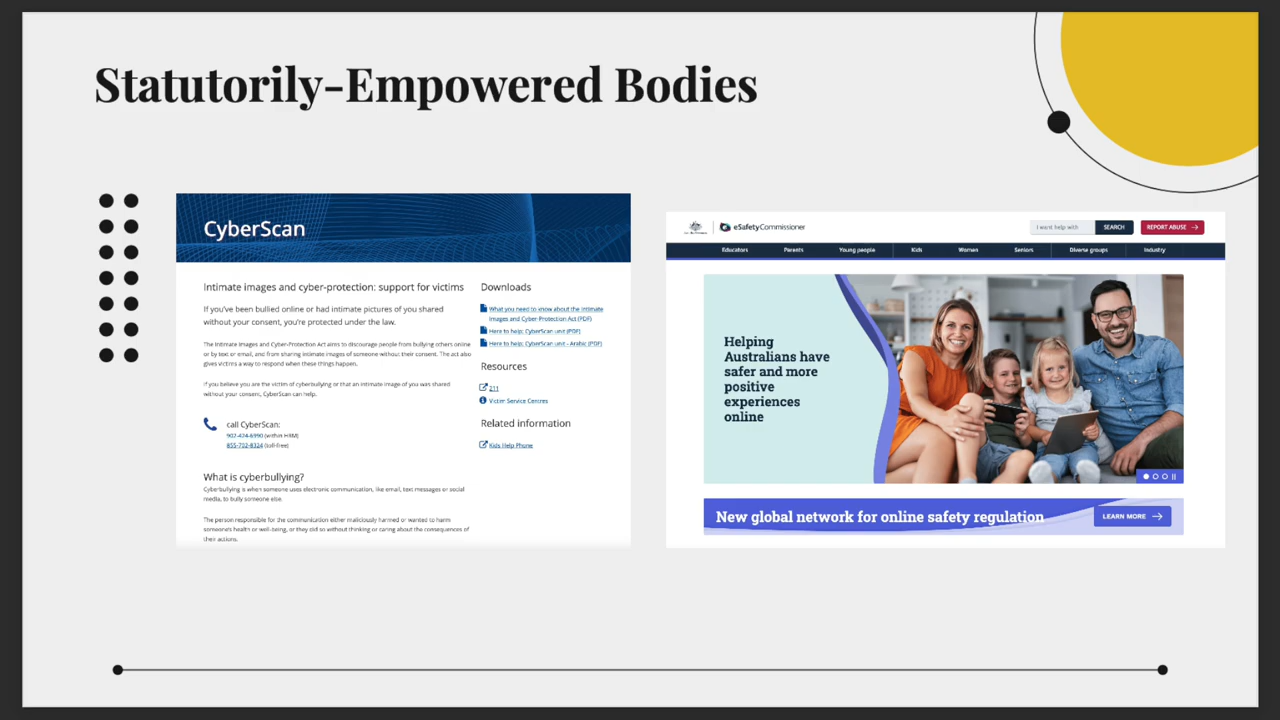 Statutorily-Empowered Bodies
CyberScan
Intimate images and cyber-protection: support for victims
If you've been bullied online or had intimate pictures of you shared
without your consent, you're protected under the law.
The Intimate Images and Cyber-Protection Act aims to discourage people from bullying others online
or by text or email, and from sharing intimate images of someone without their consent. The act also
gives victims a way to respond when these things happen.
If you believe you are the victim of cyberbullying or that an intimate image of you was shared
without your consent, CyberScan can help.
call CyberScan:
902-424-6990 (within HRM)
855-702-8324 (toll-free)
What is cyberbullying?
Cyberbullying is when someone uses electronic communication, like email, text messages or social
media, to bully someone else.
The person responsible for the communication either maliciously harmed or wanted to harm
someone's health or well-being, or they did so without thinking or caring about the consequences of
their actions.
Downloads
What you need to know about the Intimate
Images and Cyber-Protection Act (PDF)
Here to help: CyberScan unit (PDF)
Here to help: CyberScan unit - Arabic (PDF)
Resources
211
Victim Service Centres
Related information
Kids Help Phone
eSafetyCommissioner
I want help with
SEARCH
REPORT ABUSE
Educators Parents Young people Kids Women Seniors Diverse groups Industry
Helping
Australians have
safer and more
positive
experiences
online
New global network for online safety regulation
LEARN MORE